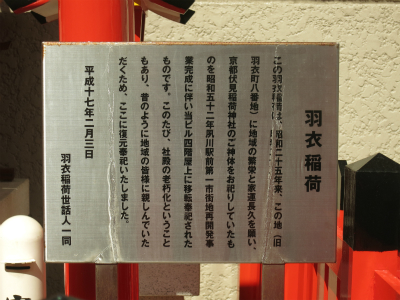 羽衣稲荷
この羽衣稲荷は、昭和二十五年来、この地（旧
羽衣町八番地）に地域の繁栄と家運長久を願い、
京都伏見稲荷神社のご神体をお祀りしていたも
のを昭和五十二年夙川駅前第一市街地再開発事
業完成に伴い当ビル四階屋上に移転奉祀された
ものです。このたび、社殿の老朽化ということ
もあり、昔のように地域の皆様に親しんでいた
だくため、ここに復元奉祀いたしました。
平成十七年二月三日
羽衣稲荷世話人一同